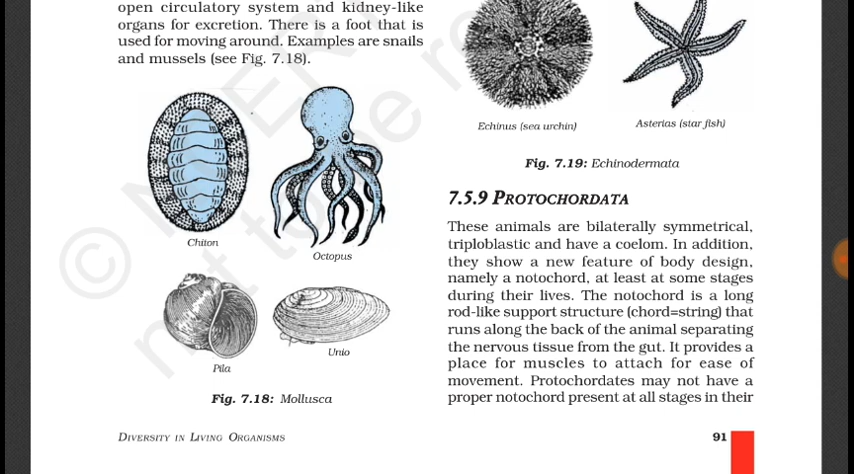 open circulatory system and kidney-like
organs for excretion. There is a foot that is
used for moving around. Examples are snails
and mussels (see Fig. 7.18).
Chiton
Octopus
Pila
Unio
Fig. 7.18: Mollusca
Echinus (sea urchin)
Asterias (star fish)
Fig. 7.19: Echinodermata
7.5.9 PROTOCHORDATA
These animals are bilaterally symmetrical,
triploblastic and have a coelom. In addition,
they show a new feature of body design,
namely a notochord, at least at some stages
during their lives. The notochord is a long
rod-like support structure (chord=string) that
runs along the back of the animal separating
the nervous tissue from the gut. It provides a
place for muscles to attach for ease of
movement. Protochordates may not have a
proper notochord present at all stages in their
DIVERSITY IN LIVING ORGANISMS
91